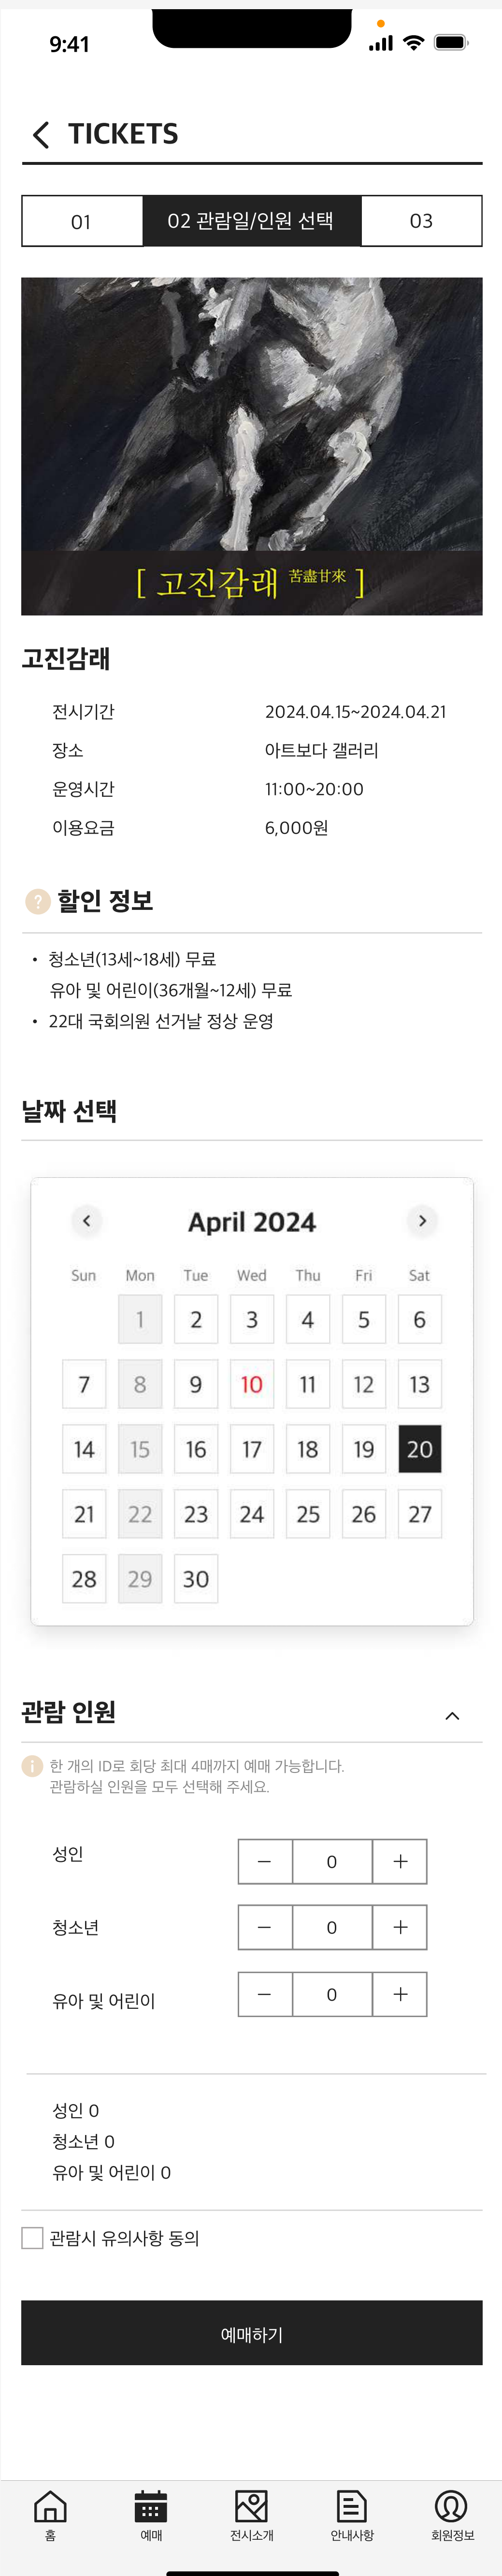 9:41
TICKETS
01 02 관람일/인원 선택 03
[ 고진감래 苦盡甘來 ]
고진감래
전시기간 2024.04.15~2024.04.21
장소 아트보다 갤러리
운영시간 11:00~20:00
이용요금 6,000원
? 할인 정보
• 청소년(13세~18세) 무료
유아 및 어린이(36개월~12세) 무료
• 22대 국회의원 선거날 정상 운영
날짜 선택
April 2024
Sun Mon Tue Wed Thu Fri Sat
1 2 3 4 5 6
7 8 9 10 11 12 13
14 15 16 17 18 19 20
21 22 23 24 25 26 27
28 29 30
관람 인원
i 한 개의 ID로 회당 최대 4매까지 예매 가능합니다.
관람하실 인원을 모두 선택해 주세요.
성인 − 0 +
청소년 − 0 +
유아 및 어린이 − 0 +
성인 0
청소년 0
유아 및 어린이 0
관람시 유의사항 동의
예매하기
홈 예매 전시소개 안내사항 회원정보